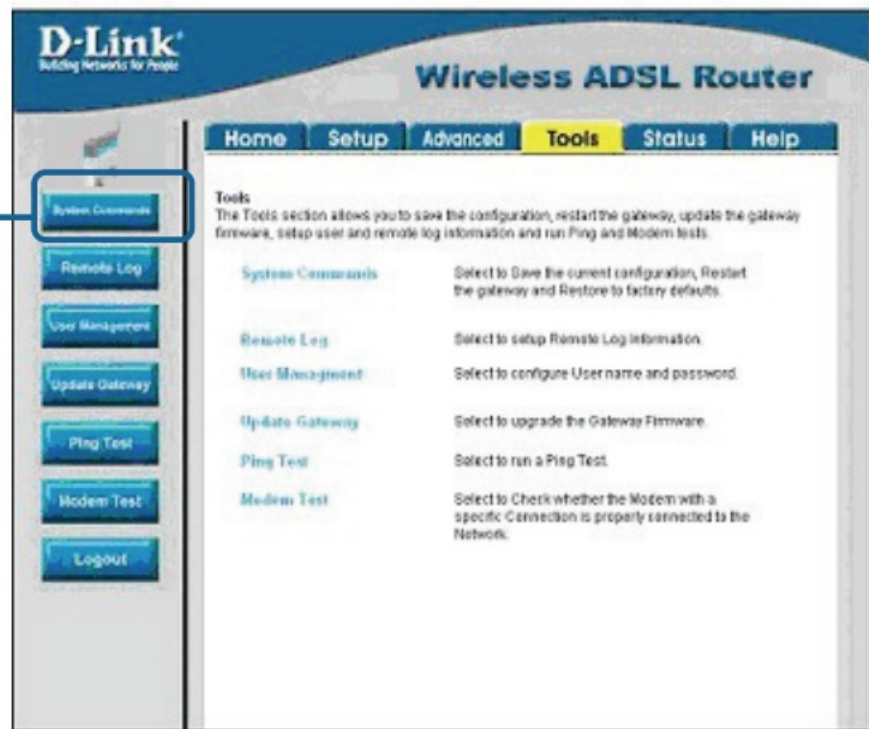 D-Link
Building Networks for People
Wireless ADSL Router
Home Setup Advanced Tools Status Help
System Commands
Remote Log
User Management
Update Gateway
Ping Test
Modem Test
Logout
Tools
The Tools section allows you to save the configuration, restart the gateway, update the gateway
firmware, setup user and remote log information and run Ping and Modem tests.
System Commands Select to Save the current configuration, Restart
the gateway and Restore to factory defaults.
Remote Log Select to setup Remote Log Information.
User Managment Select to configure User name and password.
Update Gateway Select to upgrade the Gateway Firmware.
Ping Test Select to run a Ping Test.
Modem Test Select to Check whether the Modem with a
specific Connection is properly connected to the
Network.